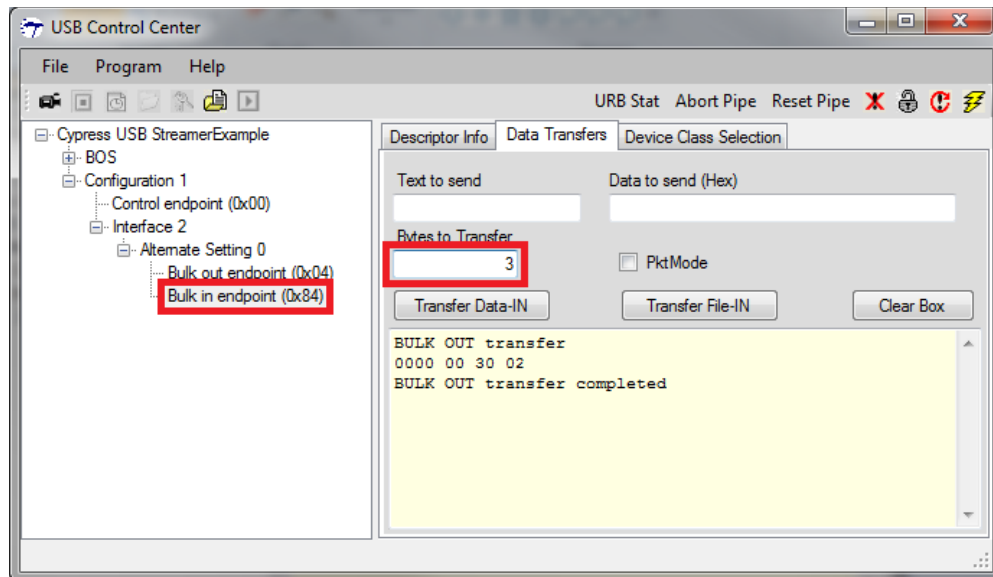 USB Control Center
File Program Help
URB Stat Abort Pipe Reset Pipe
Cypress USB StreamerExample
BOS
Configuration 1
Control endpoint (0x00)
Interface 2
Alternate Setting 0
Bulk out endpoint (0x04)
Bulk in endpoint (0x84)
Descriptor Info Data Transfers Device Class Selection
Text to send Data to send (Hex)
Bytes to Transfer
3 PktMode
Transfer Data-IN Transfer File-IN Clear Box
BULK OUT transfer
0000 00 30 02
BULK OUT transfer completed